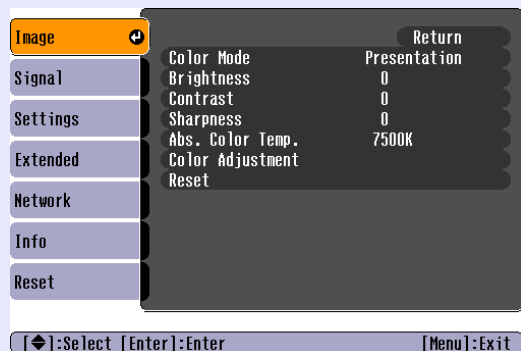 Image
Signal
Settings
Extended
Network
Info
Reset
Return
Color Mode Presentation
Brightness 0
Contrast 0
Sharpness 0
Abs. Color Temp. 7500K
Color Adjustment
Reset
[◆]:Select [Enter]:Enter [Menu]:Exit